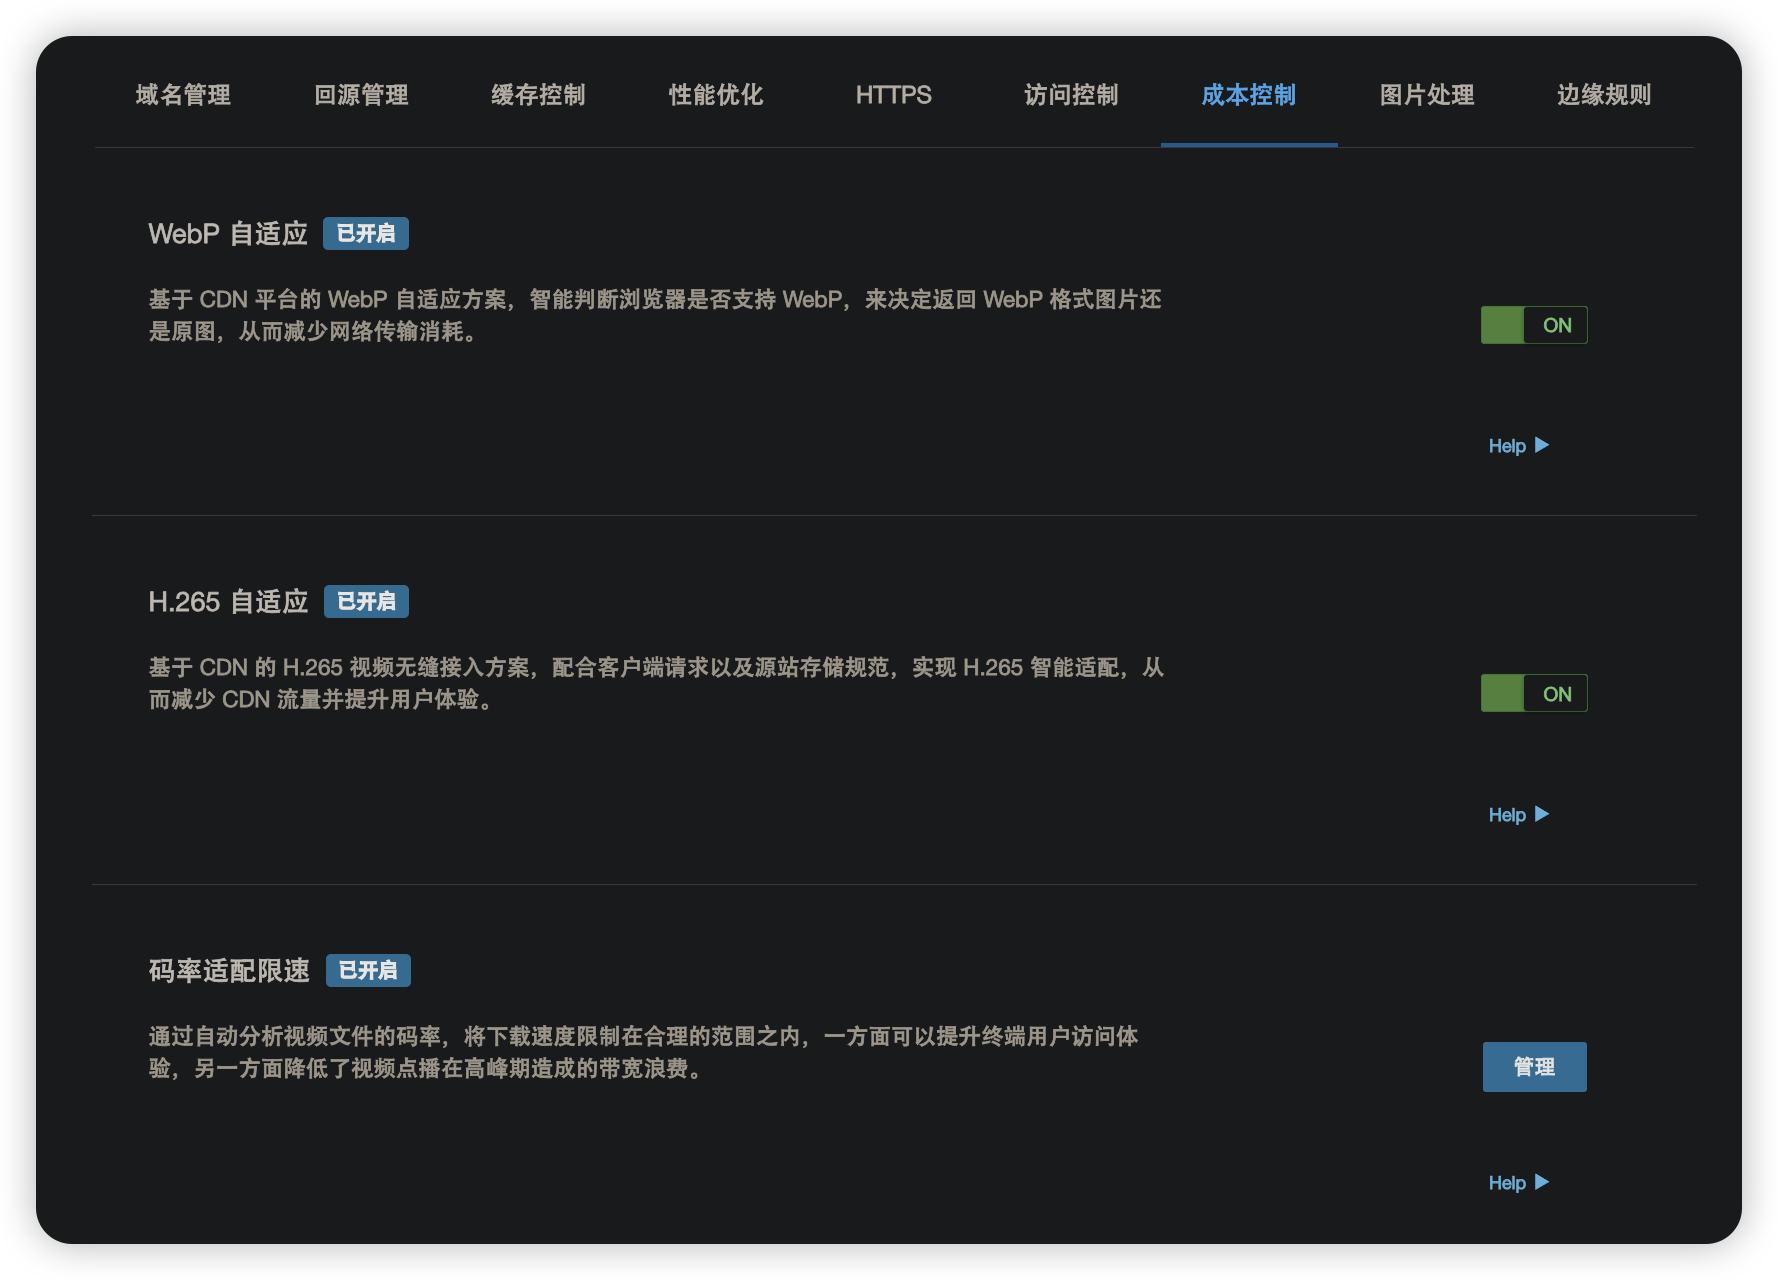 域名管理 回源管理 缓存控制 性能优化 HTTPS 访问控制 成本控制 图片处理 边缘规则
WebP 自适应 已开启
基于 CDN 平台的 WebP 自适应方案，智能判断浏览器是否支持 WebP，来决定返回 WebP 格式图片还
是原图，从而减少网络传输消耗。
ON
Help ▶
H.265 自适应 已开启
基于 CDN 的 H.265 视频无缝接入方案，配合客户端请求以及源站存储规范，实现 H.265 智能适配，从
而减少 CDN 流量并提升用户体验。
ON
Help ▶
码率适配限速 已开启
通过自动分析视频文件的码率，将下载速度限制在合理的范围之内，一方面可以提升终端用户访问体
验，另一方面降低了视频点播在高峰期造成的带宽浪费。
管理
Help ▶